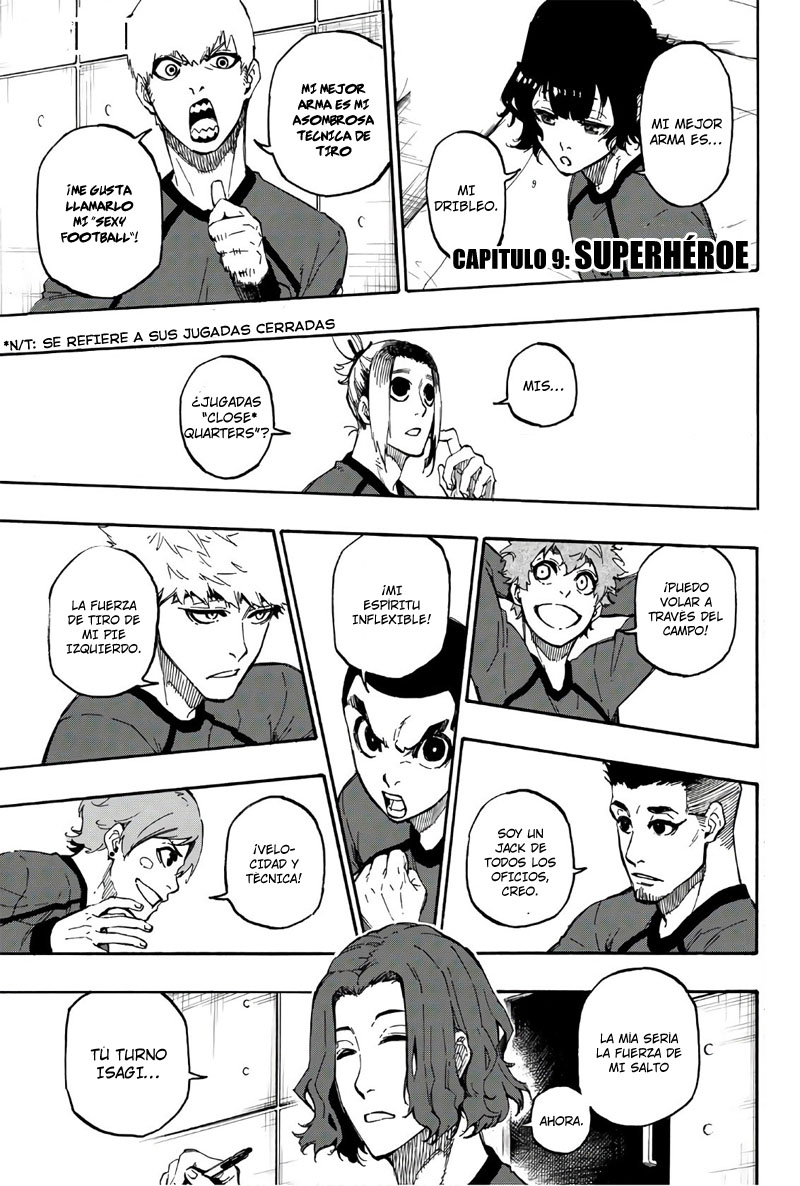 MI MEJOR
ARMA ES...
MI
DRIBLEO.
CAPITULO 9: SUPERHÉROE
MI MEJOR
ARMA ES MI
ASOMBROSA
TECNICA DE
TIRO
¡ME GUSTA
LLAMARLO
MI "SEXY
FOOTBALL"!
*N/T: SE REFIERE A SUS JUGADAS CERRADAS
MIS...
¿JUGADAS
"CLOSE*
QUARTERS"?
¡PUEDO
VOLAR A
TRAVÉS DEL
CAMPO!
¡MI
ESPÍRITU
INFLEXIBLE!
LA FUERZA
DE TIRO DE
MI PIE
IZQUIERDO.
SOY UN
JACK DE
TODOS LOS
OFICIOS,
CREO.
¡VELO-
CIDAD Y
TÉCNICA!
LA MÍA SERÍA
LA FUERZA DE
MI SALTO
AHORA.
TÚ TURNO
ISAGI...